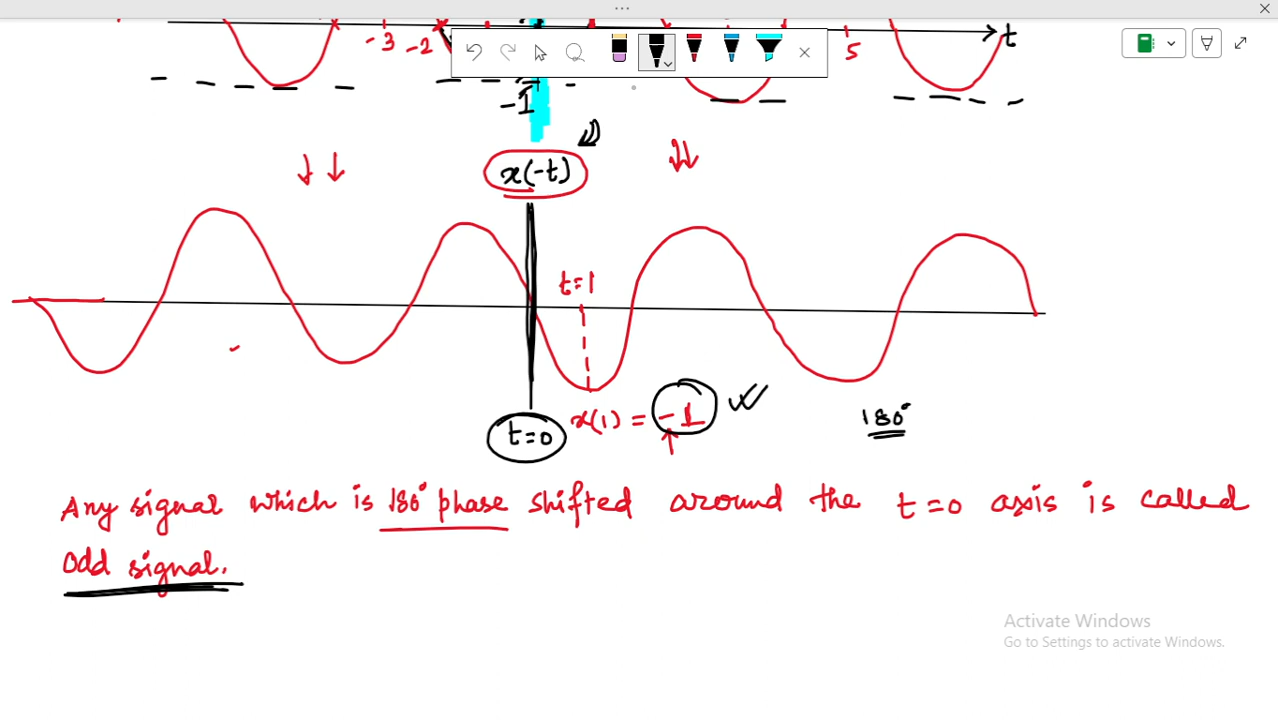 t
-3 -2
5
-1
x(-t)
t=1
t=0
x(1) = -1
180°
Any signal which is 180° phase shifted around the t=0 axis is called
odd signal.
Activate Windows
Go to Settings to activate Windows.